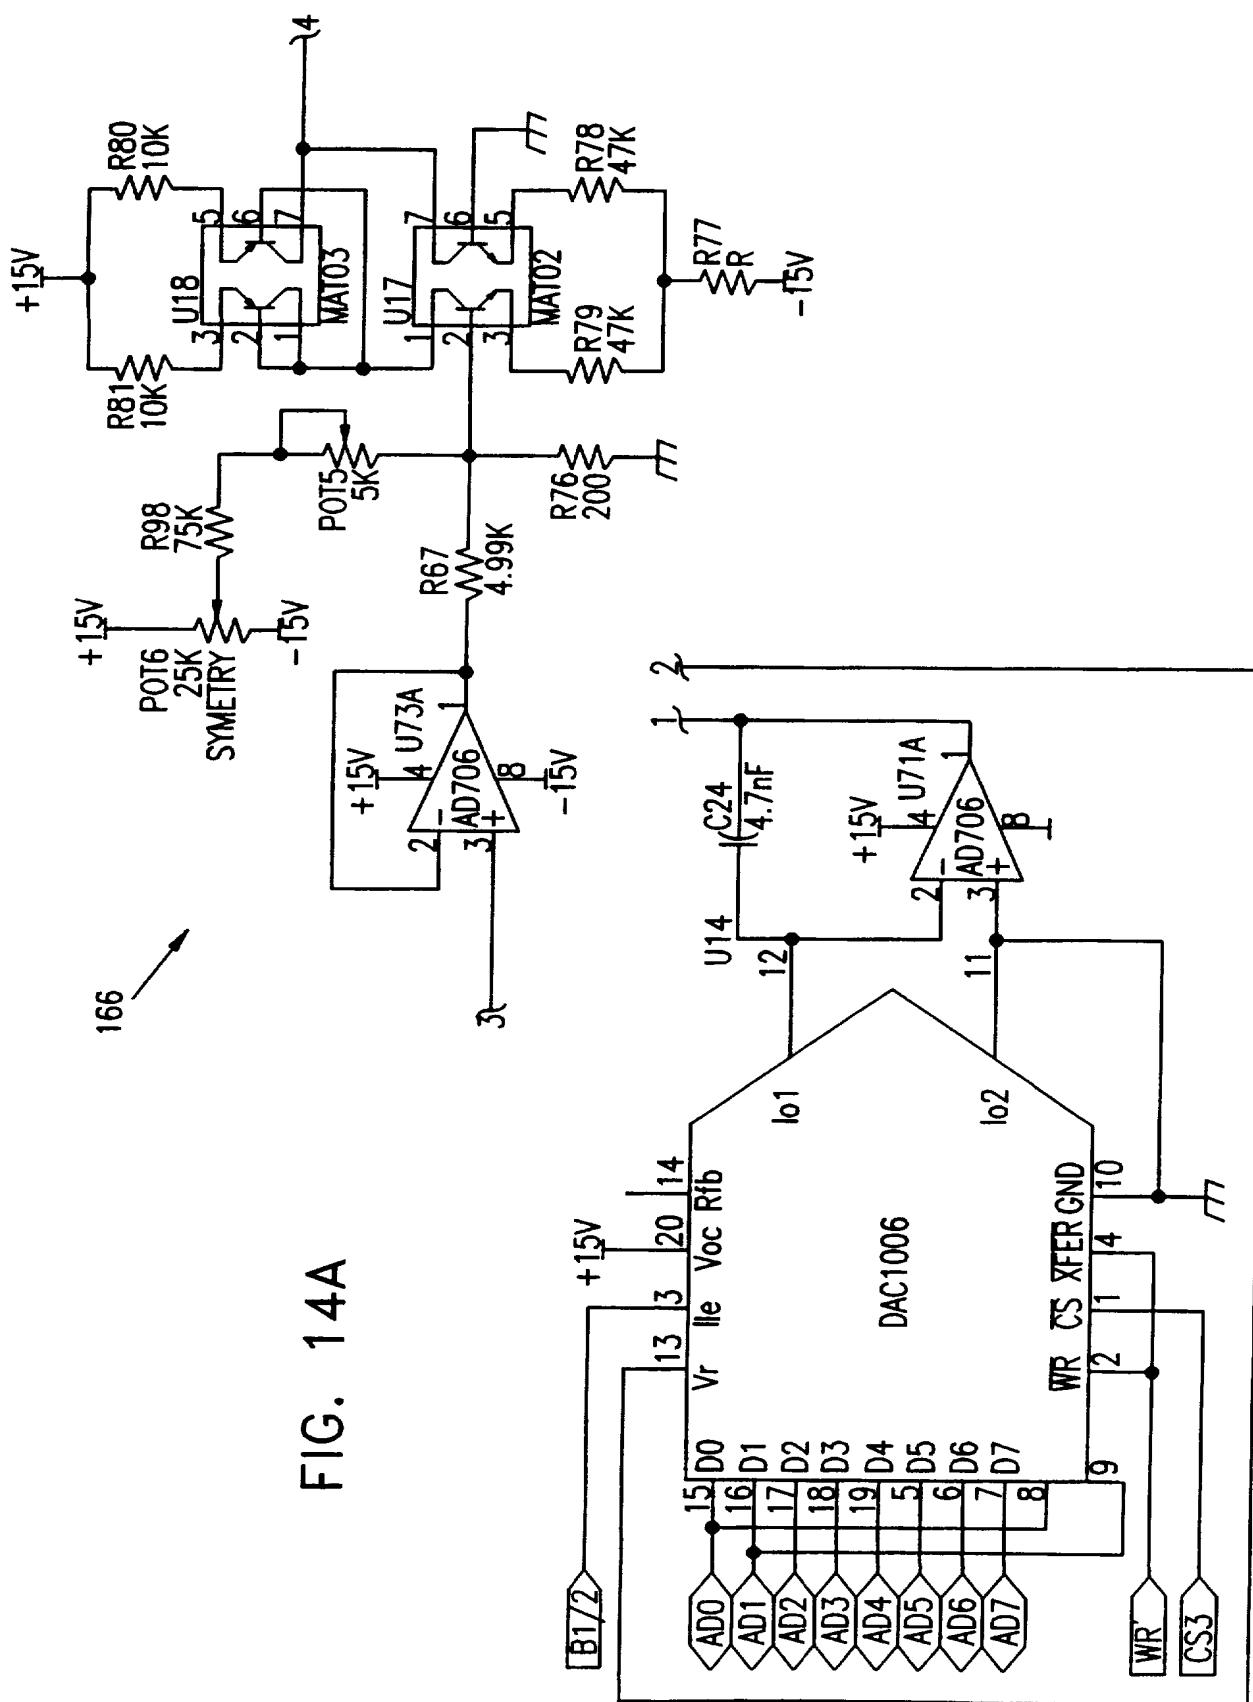 FIG. 14A
166
+15V
R81
10K
R80
10K
U18
3
2
1
5
6
7
MAT03
4
U17
1
2
3
7
6
5
MAT02
R79
47K
R78
47K
R77
R
-15V
+15V
POT6
25K
SYMETRY
-15V
R98
75K
POT5
5K
R67
4.99K
R76
200
3
+15V
U73A
2
-
3
+
AD706
4
8
1
-15V
1
2
C24
4.7nF
U14
12
11
+15V
U71A
2
-
3
+
AD706
4
8
1
B1/2
+15V
13
3
20
14
Vr
Ile
Voc
Rfb
Io1
Io2
DAC1006
AD0
15
D0
AD1
16
D1
AD2
17
D2
AD3
18
D3
AD4
19
D4
AD5
5
D5
AD6
6
D6
AD7
7
D7
8
9
WR
CS
XFER
GND
2
1
4
10
WR'
CS3